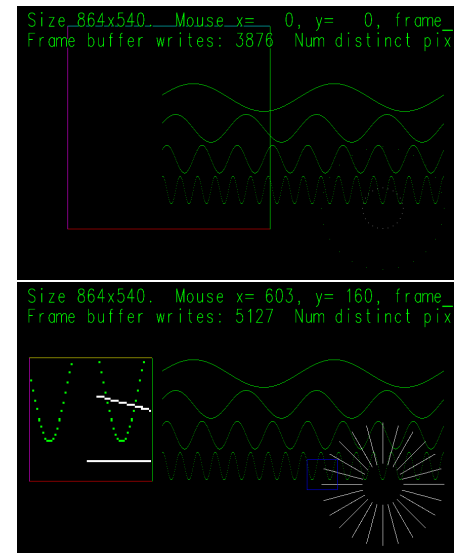 Size 864x540. Mouse x= 0, y= 0, frame_
Frame buffer writes: 3876 Num distinct pix
Size 864x540. Mouse x= 603, y= 160, frame_
Frame buffer writes: 5127 Num distinct pix